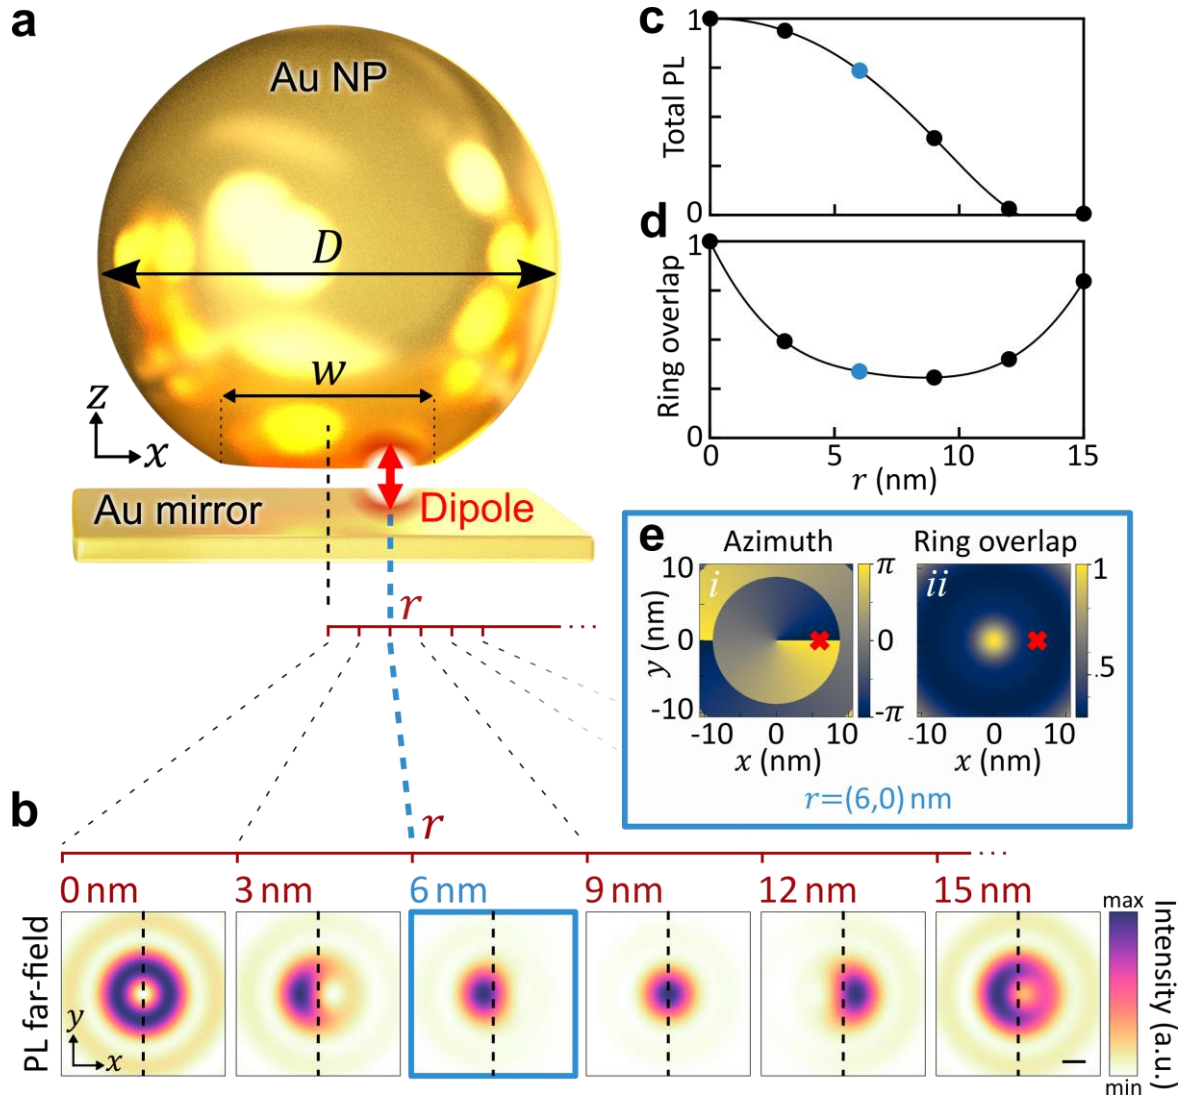 a
Au NP
D
w
z
x
Au mirror
Dipole
r
c
1
Total PL
0
d
1
Ring overlap
0
0 5 10 15
r (nm)
e
Azimuth
Ring overlap
i
ii
10
0
-10
y (nm)
-10 0 10
x (nm)
π
0
-π
-10 0 10
x (nm)
1
.5
r=(6,0) nm
b
r
0 nm 3 nm 6 nm 9 nm 12 nm 15 nm
PL far-field
y
x
max
min
Intensity (a.u.)